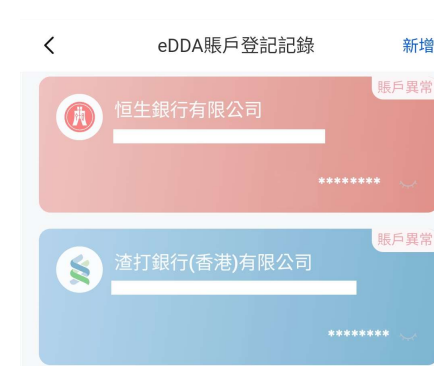 eDDA賬戶登記記錄
新增
賬戶異常
恒生銀行有限公司
********
賬戶異常
渣打銀行(香港)有限公司
********